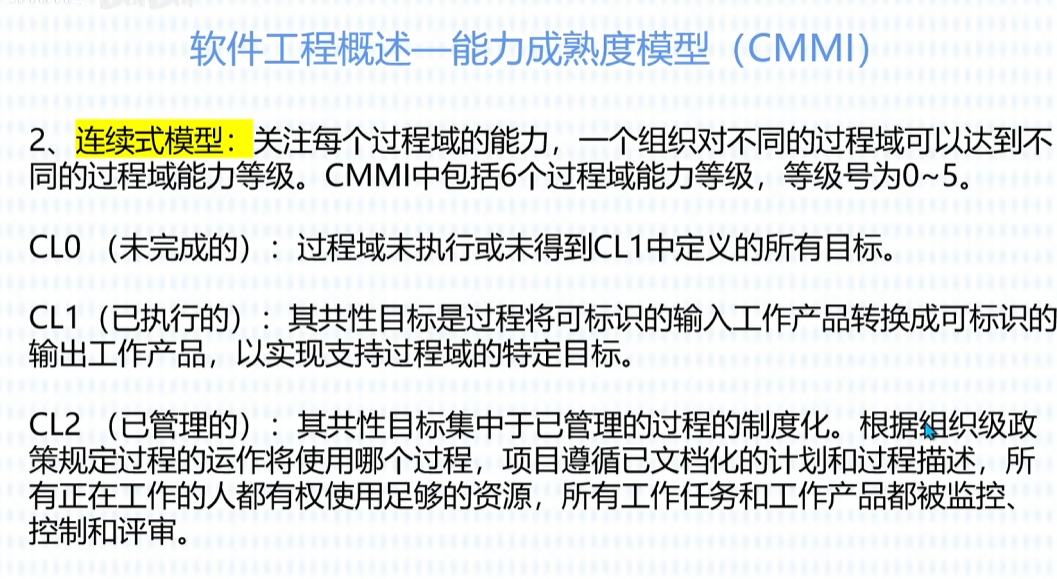 软件工程概述—能力成熟度模型（CMMI）
2、连续式模型：关注每个过程域的能力，一个组织对不同的过程域可以达到不
同的过程域能力等级。CMMI中包括6个过程域能力等级，等级号为0~5。
CL0 （未完成的）：过程域未执行或未得到CL1中定义的所有目标。
CL1（已执行的）：其共性目标是过程将可标识的输入工作产品转换成可标识的
输出工作产品，以实现支持过程域的特定目标。
CL2 （已管理的）：其共性目标集中于已管理的过程的制度化。根据组织级政
策规定过程的运作将使用哪个过程，项目遵循已文档化的计划和过程描述，所
有正在工作的人都有权使用足够的资源，所有工作任务和工作产品都被监控、
控制和评审。